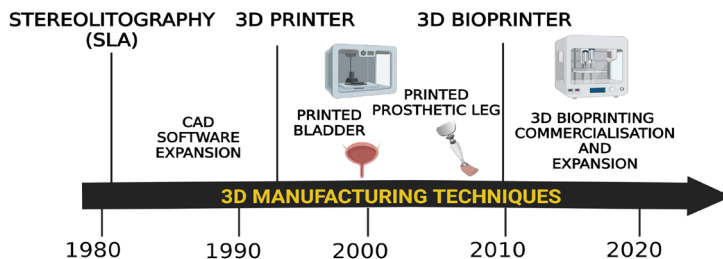 STEREOLITOGRAPHY
(SLA)
3D PRINTER
3D BIOPRINTER
CAD
SOFTWARE
EXPANSION
PRINTED
BLADDER
PRINTED
PROSTHETIC LEG
3D BIOPRINTING
COMMERCIALISATION
AND
EXPANSION
3D MANUFACTURING TECHNIQUES
1980
1990
2000
2010
2020